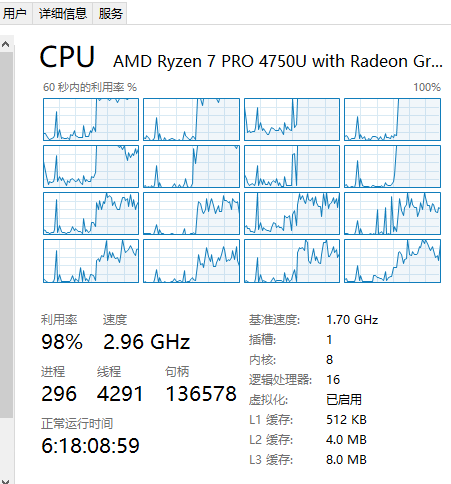 用户 详细信息 服务
CPU AMD Ryzen 7 PRO 4750U with Radeon Gr...
60 秒内的利用率 % 100%
利用率 速度
98% 2.96 GHz
进程 线程 句柄
296 4291 136578
正常运行时间
6:18:08:59
基准速度: 1.70 GHz
插槽: 1
内核: 8
逻辑处理器: 16
虚拟化: 已启用
L1 缓存: 512 KB
L2 缓存: 4.0 MB
L3 缓存: 8.0 MB